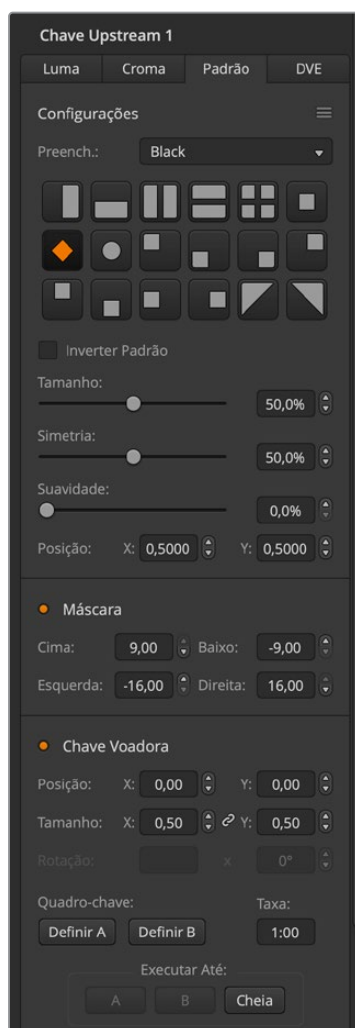 Chave Upstream 1
Luma Croma Padrão DVE
Configurações
Preench.: Black
Inverter Padrão
Tamanho:
50,0%
Simetria:
50,0%
Suavidade:
0,0%
Posição: X: 0,5000 Y: 0,5000
Máscara
Cima: 9,00 Baixo: -9,00
Esquerda: -16,00 Direita: 16,00
Chave Voadora
Posição: X: 0,00 Y: 0,00
Tamanho: X: 0,50 Y: 0,50
Rotação: x 0°
Quadro-chave: Taxa:
Definir A Definir B 1:00
Executar Até:
A B Cheia